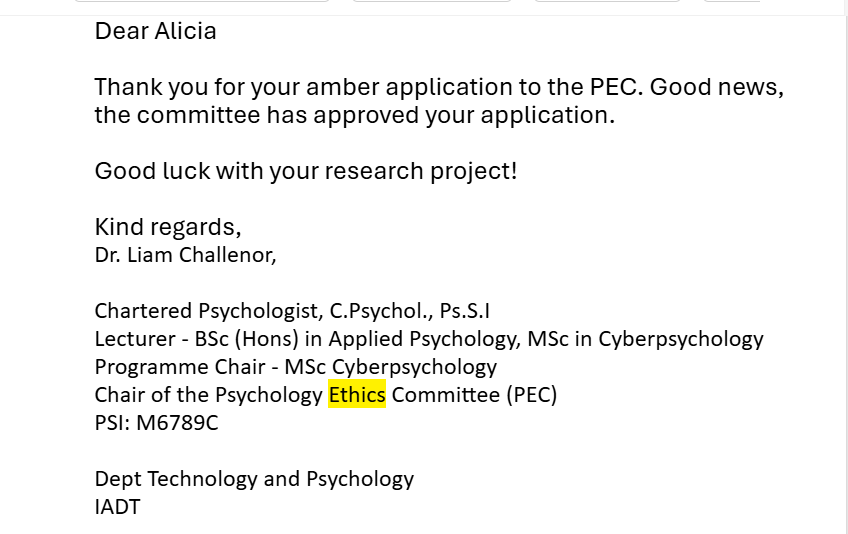 Dear Alicia
Thank you for your amber application to the PEC. Good news,
the committee has approved your application.
Good luck with your research project!
Kind regards,
Dr. Liam Challenor,
Chartered Psychologist, C.Psychol., Ps.S.I
Lecturer - BSc (Hons) in Applied Psychology, MSc in Cyberpsychology
Programme Chair - MSc Cyberpsychology
Chair of the Psychology Ethics Committee (PEC)
PSI: M6789C
Dept Technology and Psychology
IADT